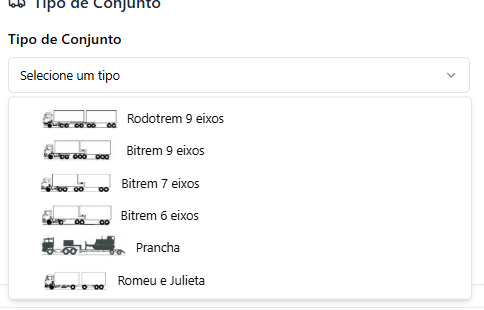 Tipo de Conjunto
Tipo de Conjunto
Selecione um tipo
Rodotrem 9 eixos
Bitrem 9 eixos
Bitrem 7 eixos
Bitrem 6 eixos
Prancha
Romeu e Julieta